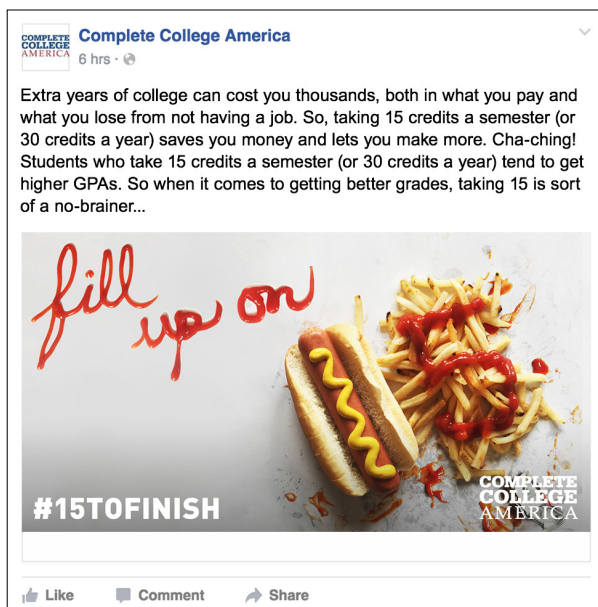 COMPLETE
COLLEGE
AMERICA
Complete College America
6 hrs ·
Extra years of college can cost you thousands, both in what you pay and
what you lose from not having a job. So, taking 15 credits a semester (or
30 credits a year) saves you money and lets you make more. Cha-ching!
Students who take 15 credits a semester (or 30 credits a year) tend to get
higher GPAs. So when it comes to getting better grades, taking 15 is sort
of a no-brainer...
fill
up on
15
#15TOFINISH
COMPLETE
COLLEGE
AMERICA
Like
Comment
Share